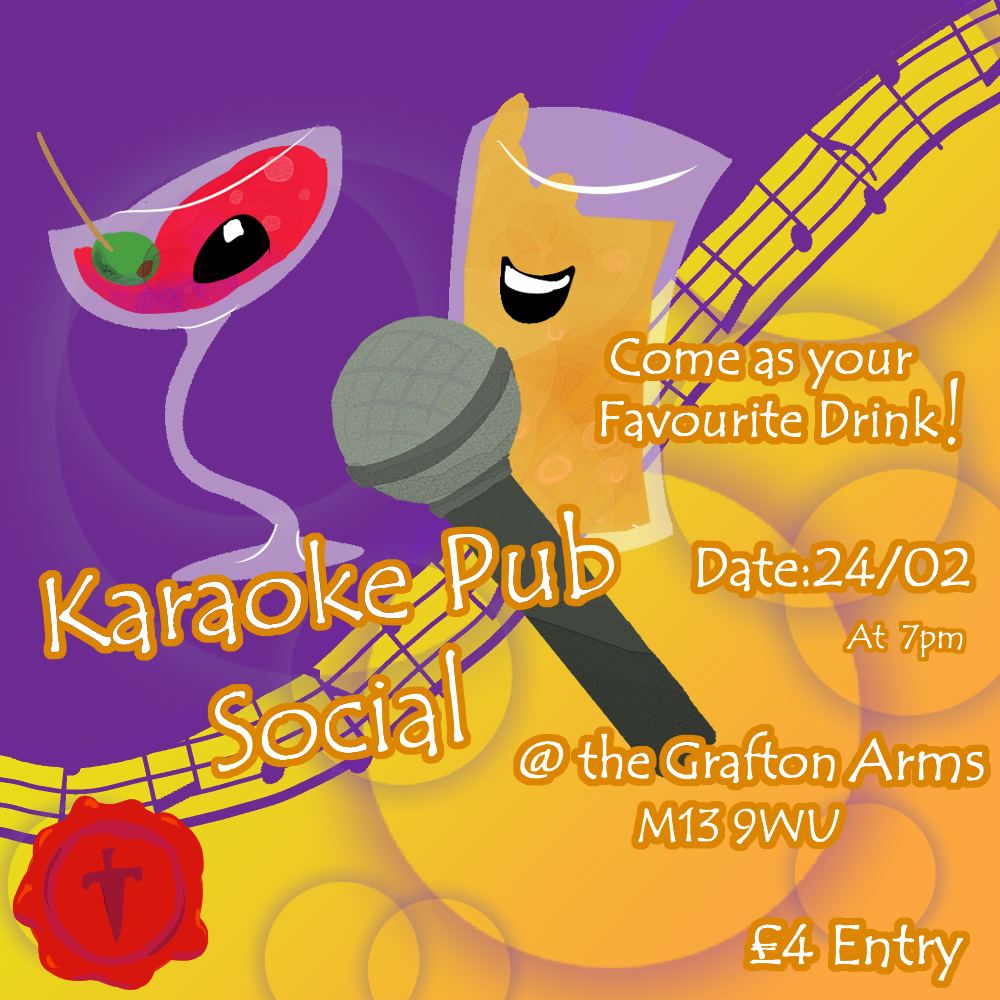 Come as your
Favourite Drink!
Karaoke Pub
Social
Date:24/02
At 7pm
@ the Grafton Arms
M13 9WU
£4 Entry